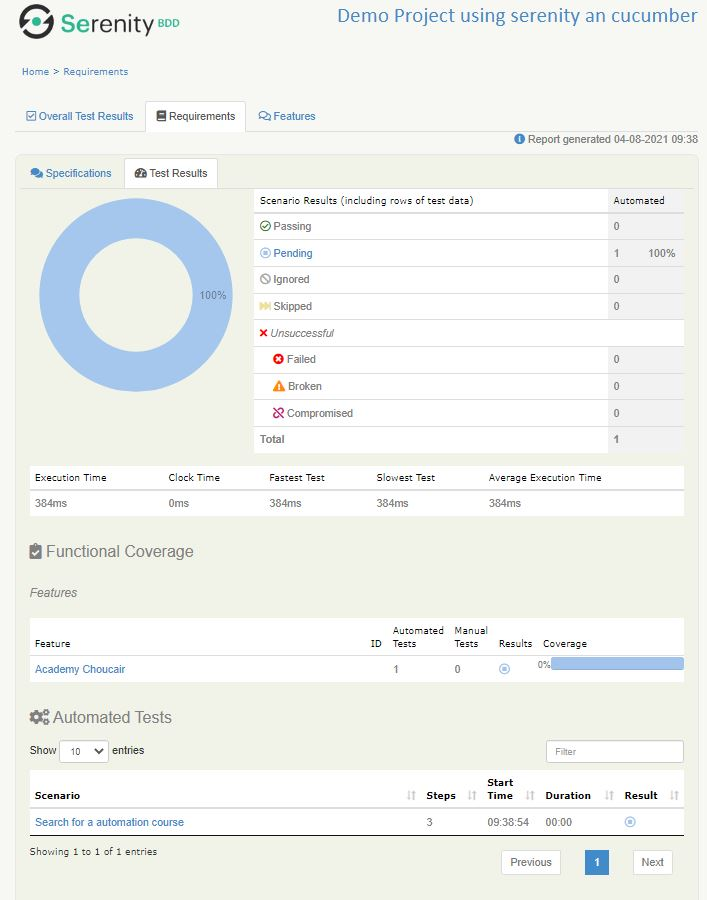 Serenity BDD
Demo Project using serenity an cucumber
Home > Requirements
Overall Test Results Requirements Features
Report generated 04-08-2021 09:38
Specifications Test Results
100%
Scenario Results (including rows of test data) Automated
Passing 0
Pending 1 100%
Ignored 0
Skipped 0
Unsuccessful
Failed 0
Broken 0
Compromised 0
Total 1
Execution Time Clock Time Fastest Test Slowest Test Average Execution Time
384ms 0ms 384ms 384ms 384ms
Functional Coverage
Features
Feature ID Automated Tests Manual Tests Results Coverage
Academy Choucair 1 0 0%
Automated Tests
Show 10 entries Filter
Scenario Steps Start Time Duration Result
Search for a automation course 3 09:38:54 00:00
Showing 1 to 1 of 1 entries
Previous 1 Next